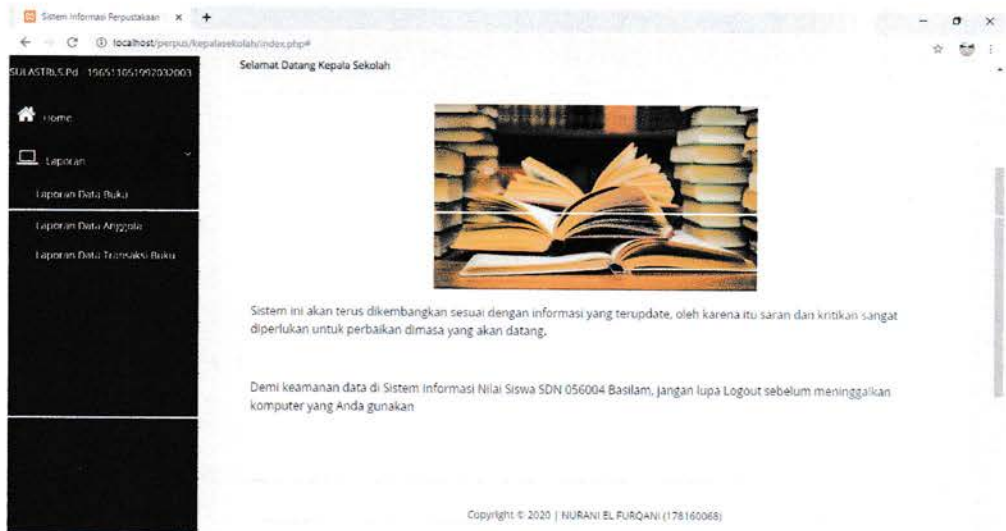 Sistem Informasi Perpustakaan
localhost/perpus/kepalasekolah/index.php#
SULASTRI,S.Pd 196511051997032003
Home
Laporan
Laporan Data Buku
Laporan Data Anggota
Laporan Data Transaksi Buku
Selamat Datang Kepala Sekolah
Sistem ini akan terus dikembangkan sesuai dengan informasi yang terupdate, oleh karena itu saran dan kritikan sangat
diperlukan untuk perbaikan dimasa yang akan datang.
Demi keamanan data di Sistem Informasi Nilai Siswa SDN 056004 Basilam, jangan lupa Logout sebelum meninggalkan
komputer yang Anda gunakan
Copyright © 2020 | NURANI EL FURQANI (178160068)